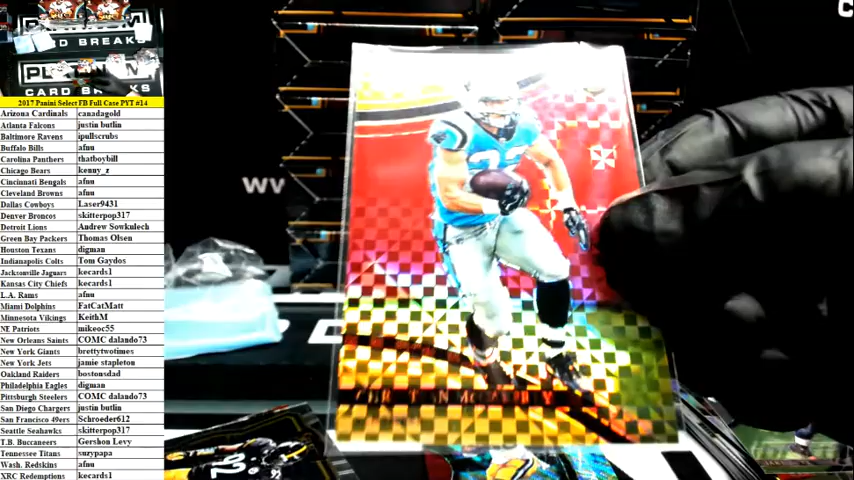 PLATINUM
CARD BREAKS
PLATINUM
CARD BREAKS
2017 Panini Select FB Full Case PYT #14
Arizona Cardinals canadagold
Atlanta Falcons justin butlin
Baltimore Ravens ipullscrubs
Buffalo Bills afnu
Carolina Panthers thatboybill
Chicago Bears kenny_z
Cincinnati Bengals afnu
Cleveland Browns afnu
Dallas Cowboys Laser9431
Denver Broncos skitterpop317
Detroit Lions Andrew Sowkulech
Green Bay Packers Thomas Olsen
Houston Texans digman
Indianapolis Colts Tom Gaydos
Jacksonville Jaguars kecards1
Kansas City Chiefs kecards1
L.A. Rams afnu
Miami Dolphins FatCatMatt
Minnesota Vikings KeithM
NE Patriots mikeoc55
New Orleans Saints COMC dalando73
New York Giants brettytwotimes
New York Jets jamie stapleton
Oakland Raiders bostonsdad
Philadelphia Eagles digman
Pittsburgh Steelers COMC dalando73
San Diego Chargers justin butlin
San Francisco 49ers Schroeder612
Seattle Seahawks skitterpop317
T.B. Buccaneers Gershon Levy
Tennessee Titans suzypapa
Wash. Redskins afnu
XRC Redemptions kecards1
WV
CHRISTIAN McCAFFREY
92